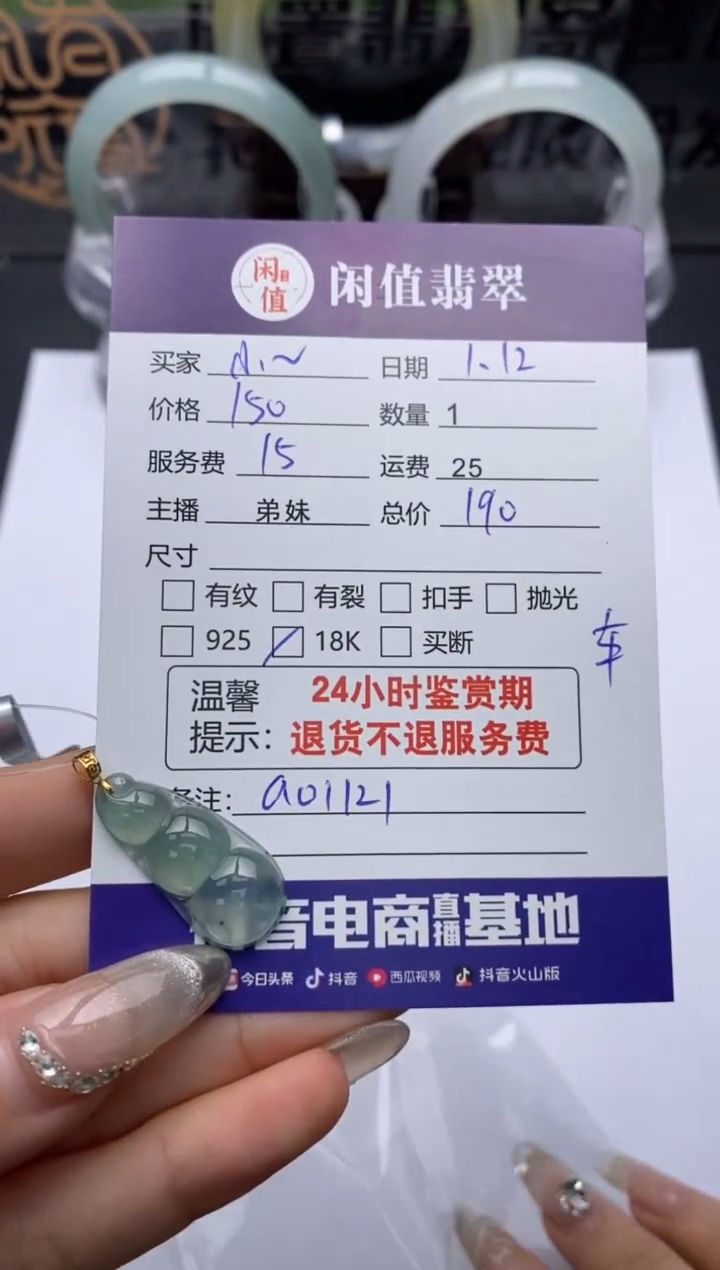 闲值
闲值翡翠
买家 A.~ 日期 1.12
价格 150 数量 1
服务费 15 运费 25
主播 弟妹 总价 190
尺寸
有纹 有裂 扣手 抛光
925 18K 买断
车
温馨 24小时鉴赏期
提示: 退货不退服务费
注: a01121
音电商直播基地
今日头条 抖音 西瓜视频 抖音火山版